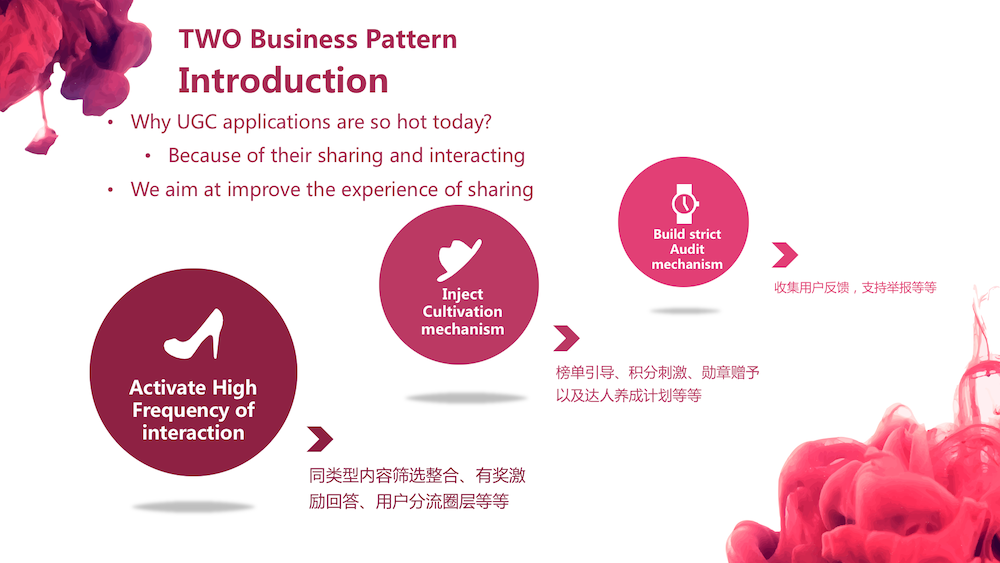 TWO Business Pattern
Introduction
• Why UGC applications are so hot today?
• Because of their sharing and interacting
• We aim at improve the experience of sharing
Build strict
Audit
mechanism
收集用户反馈，支持举报等等
Inject
Cultivation
mechanism
榜单引导、积分刺激、勋章赠予
以及达人养成计划等等
Activate High
Frequency of
interaction
同类型内容筛选整合、有奖激
励回答、用户分流圈层等等